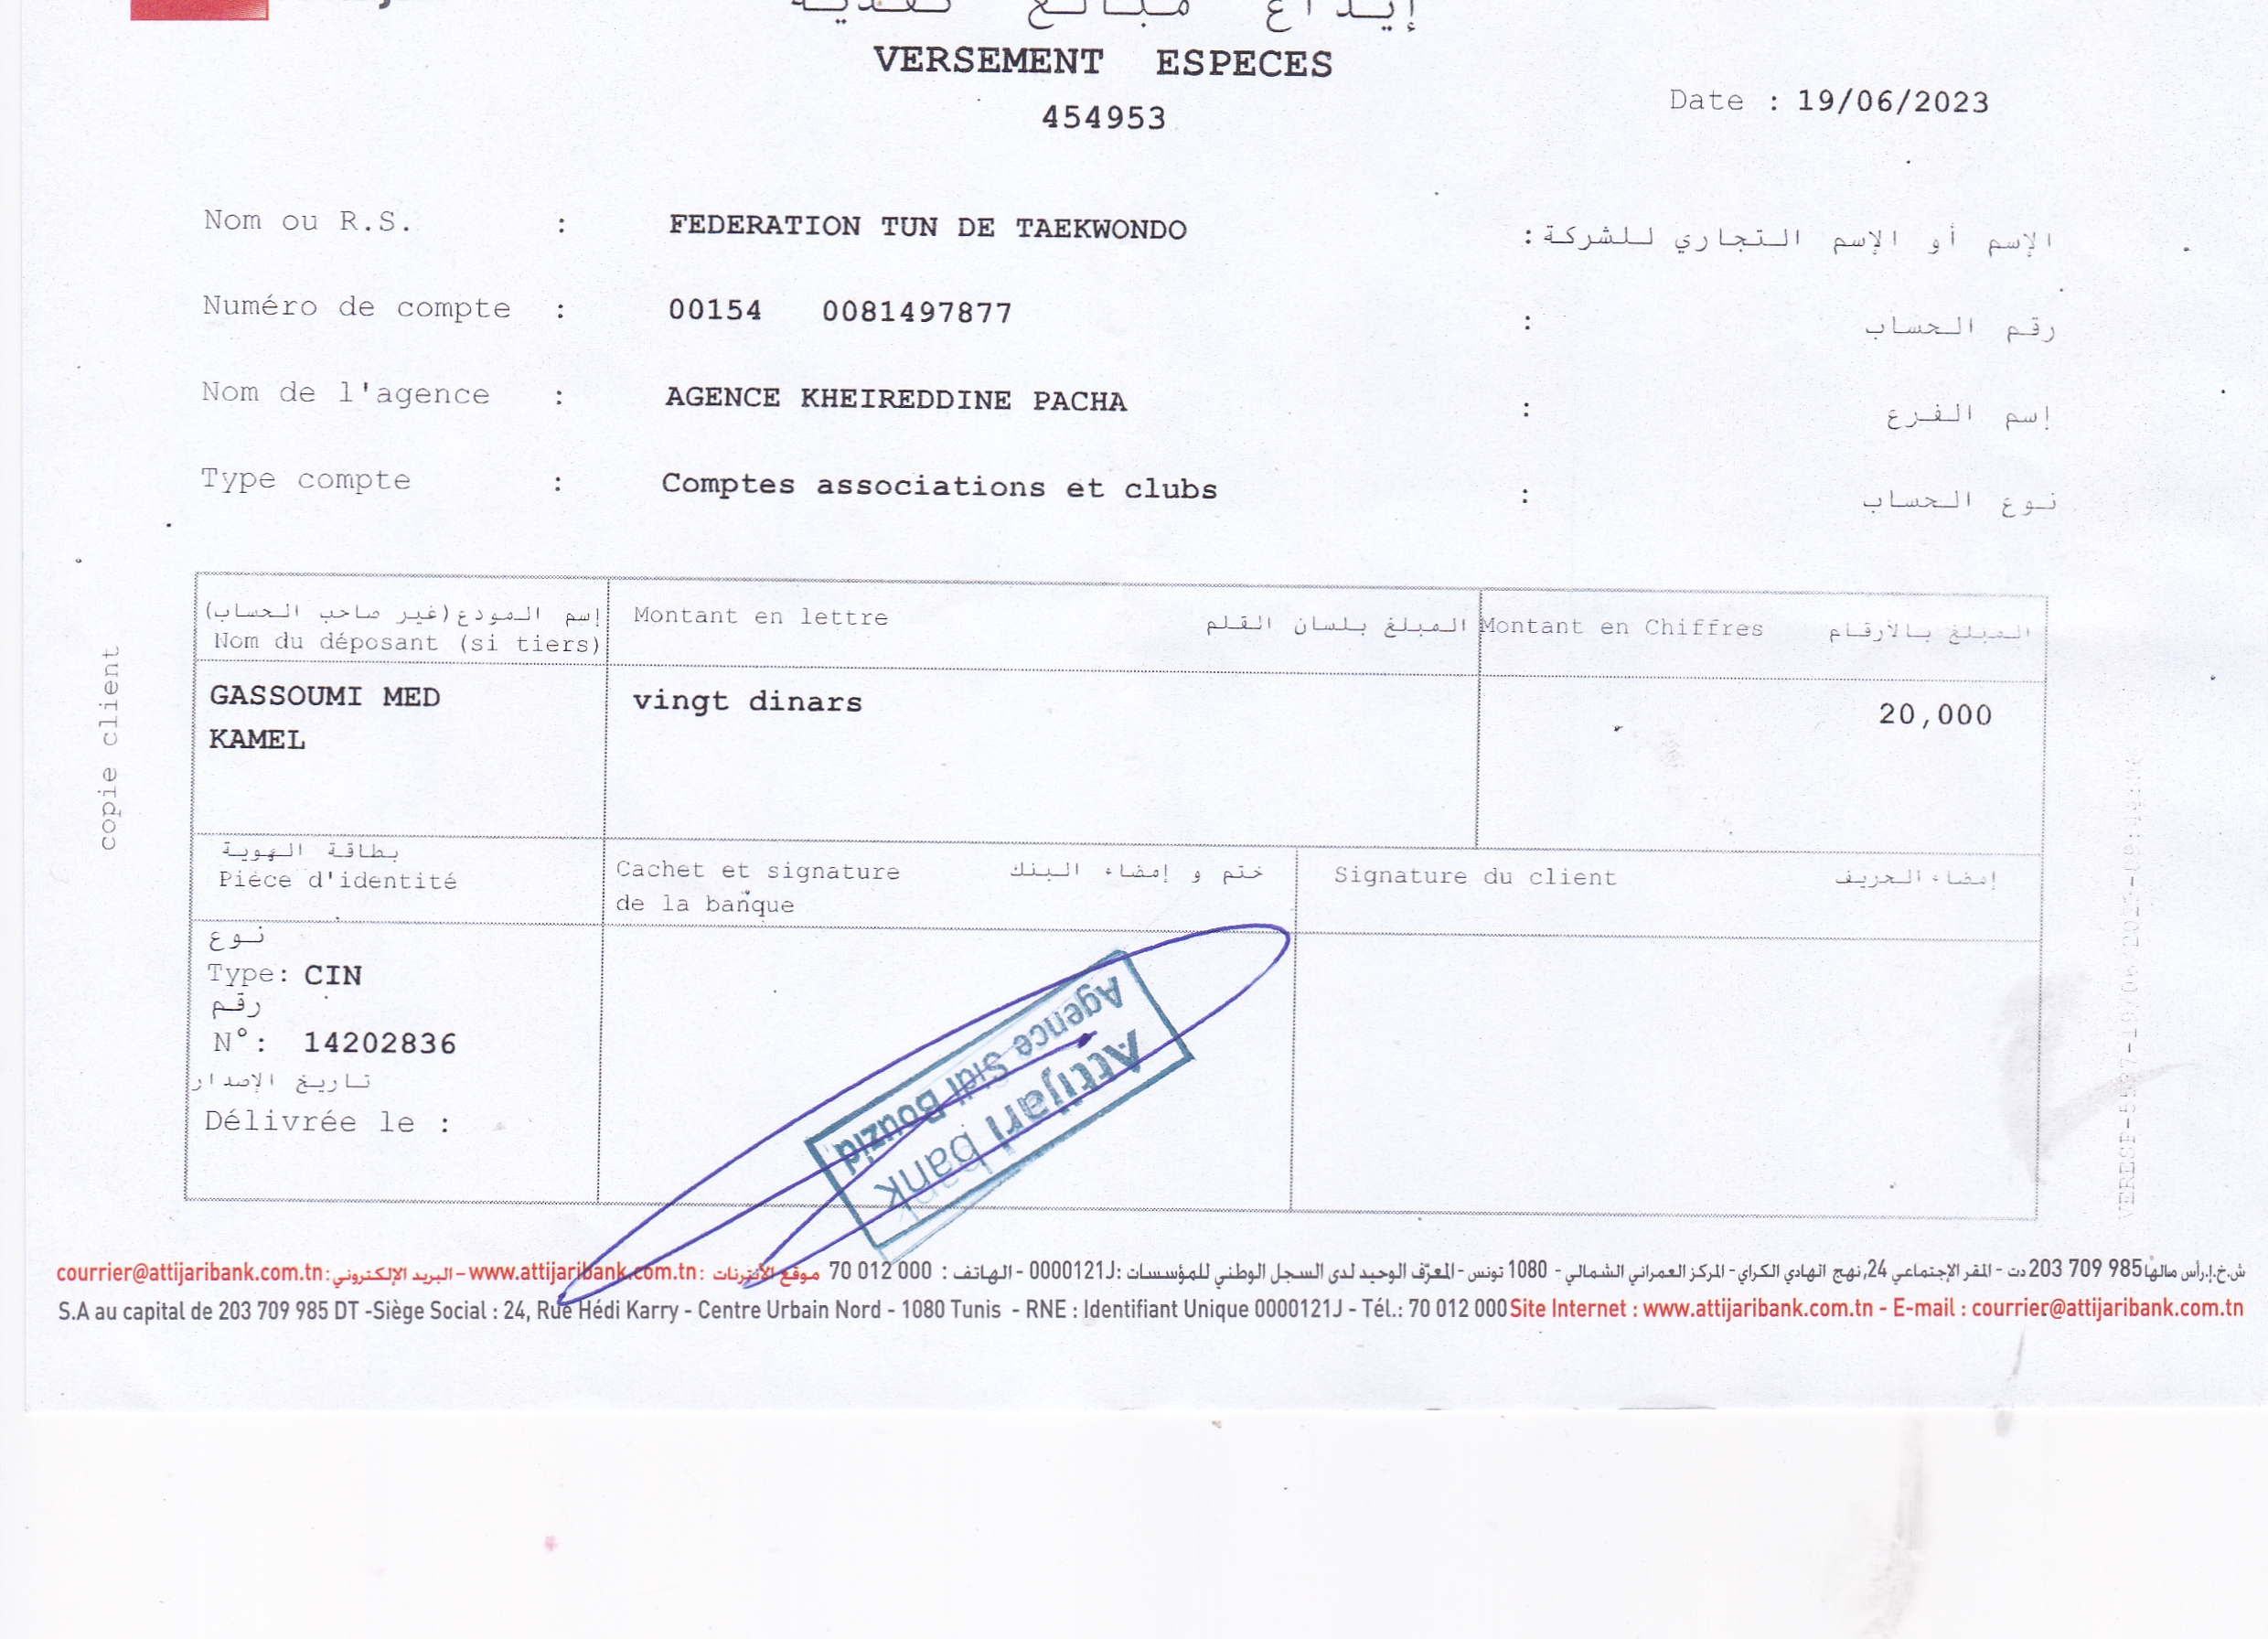 إيداع مبالغ نقدية
VERSEMENT ESPECES
454953
Date : 19/06/2023
Nom ou R.S. : FEDERATION TUN DE TAEKWONDO الإسم أو الإسم التجاري للشركة :
Numéro de compte : 00154 0081497877 : رقم الحساب
Nom de l'agence : AGENCE KHEIREDDINE PACHA : إسم الفرع
Type compte : Comptes associations et clubs : نوع الحساب
إسم المودع (غير صاحب الحساب)
Nom du déposant (si tiers)
Montant en lettre المبلغ بلسان القلم
Montant en Chiffres المبلغ بالأرقام
GASSOUMI MED
KAMEL
vingt dinars
20,000
copie client
بطاقة الهوية
Pièce d'identité
Cachet et signature ختم و إمضاء البنك
de la banque
Signature du client إمضاء الحريف
نوع
Type: CIN
رقم
N°: 14202836
تاريخ الإصدار
Délivrée le :
Attijari bank
Agence Sidi Bouzid
ش.خ.إ.رأس مالها 985 709 203 دت - المقر الإجتماعي 24, نهج الهادي الكراي - المركز العمراني الشمالي - 1080 تونس - المعرّف الوحيد لدى السجل الوطني للمؤسسات : 0000121J - الهاتف : 70 012 000 موقع الأنترنات : www.attijaribank.com.tn - البريد الإلكتروني : courrier@attijaribank.com.tn
S.A au capital de 203 709 985 DT -Siège Social : 24, Rue Hédi Karry - Centre Urbain Nord - 1080 Tunis - RNE : Identifiant Unique 0000121J - Tél.: 70 012 000 Site Internet : www.attijaribank.com.tn - E-mail : courrier@attijaribank.com.tn